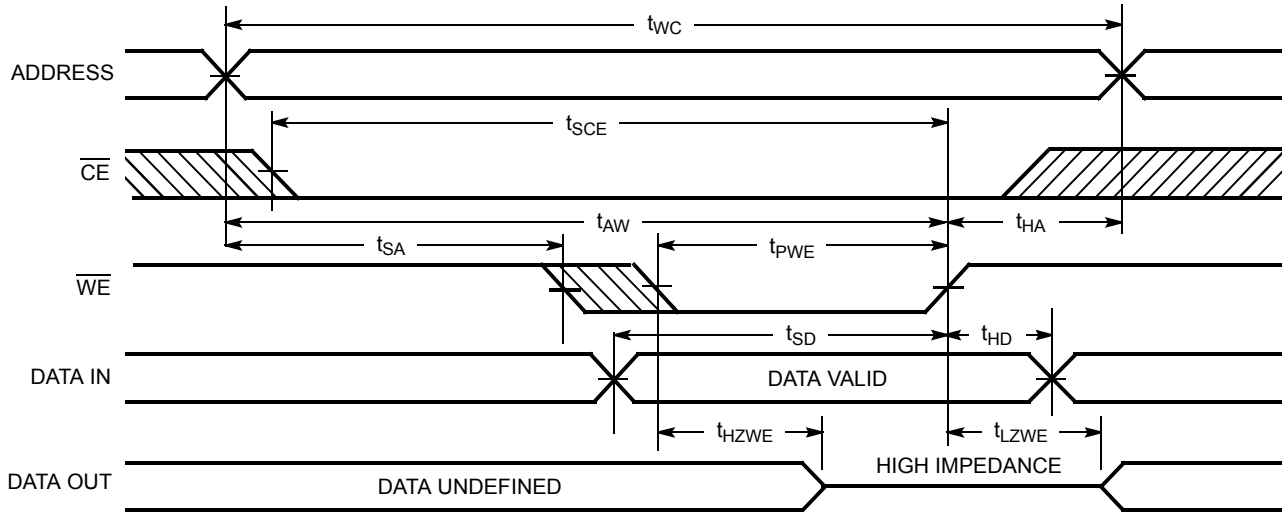 tWC
ADDRESS
tSCE
CE
tAW
tHA
tSA
tPWE
WE
tSD
tHD
DATA IN
DATA VALID
tHZWE
tLZWE
HIGH IMPEDANCE
DATA OUT
DATA UNDEFINED